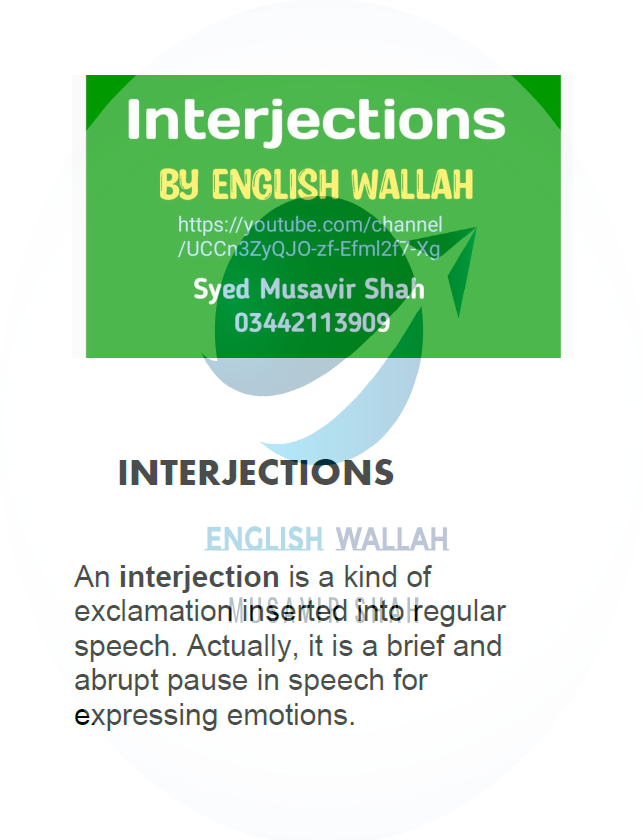 Interjections
BY ENGLISH WALLAH
https://youtube.com/channel
/UCCn3ZyQJO-zf-Efml2f7-Xg
Syed Musavir Shah
03442113909
INTERJECTIONS
ENGLISH WALLAH
An interjection is a kind of
exclamation inserted into regular
MUSAVIR SHAH
speech. Actually, it is a brief and
abrupt pause in speech for
expressing emotions.